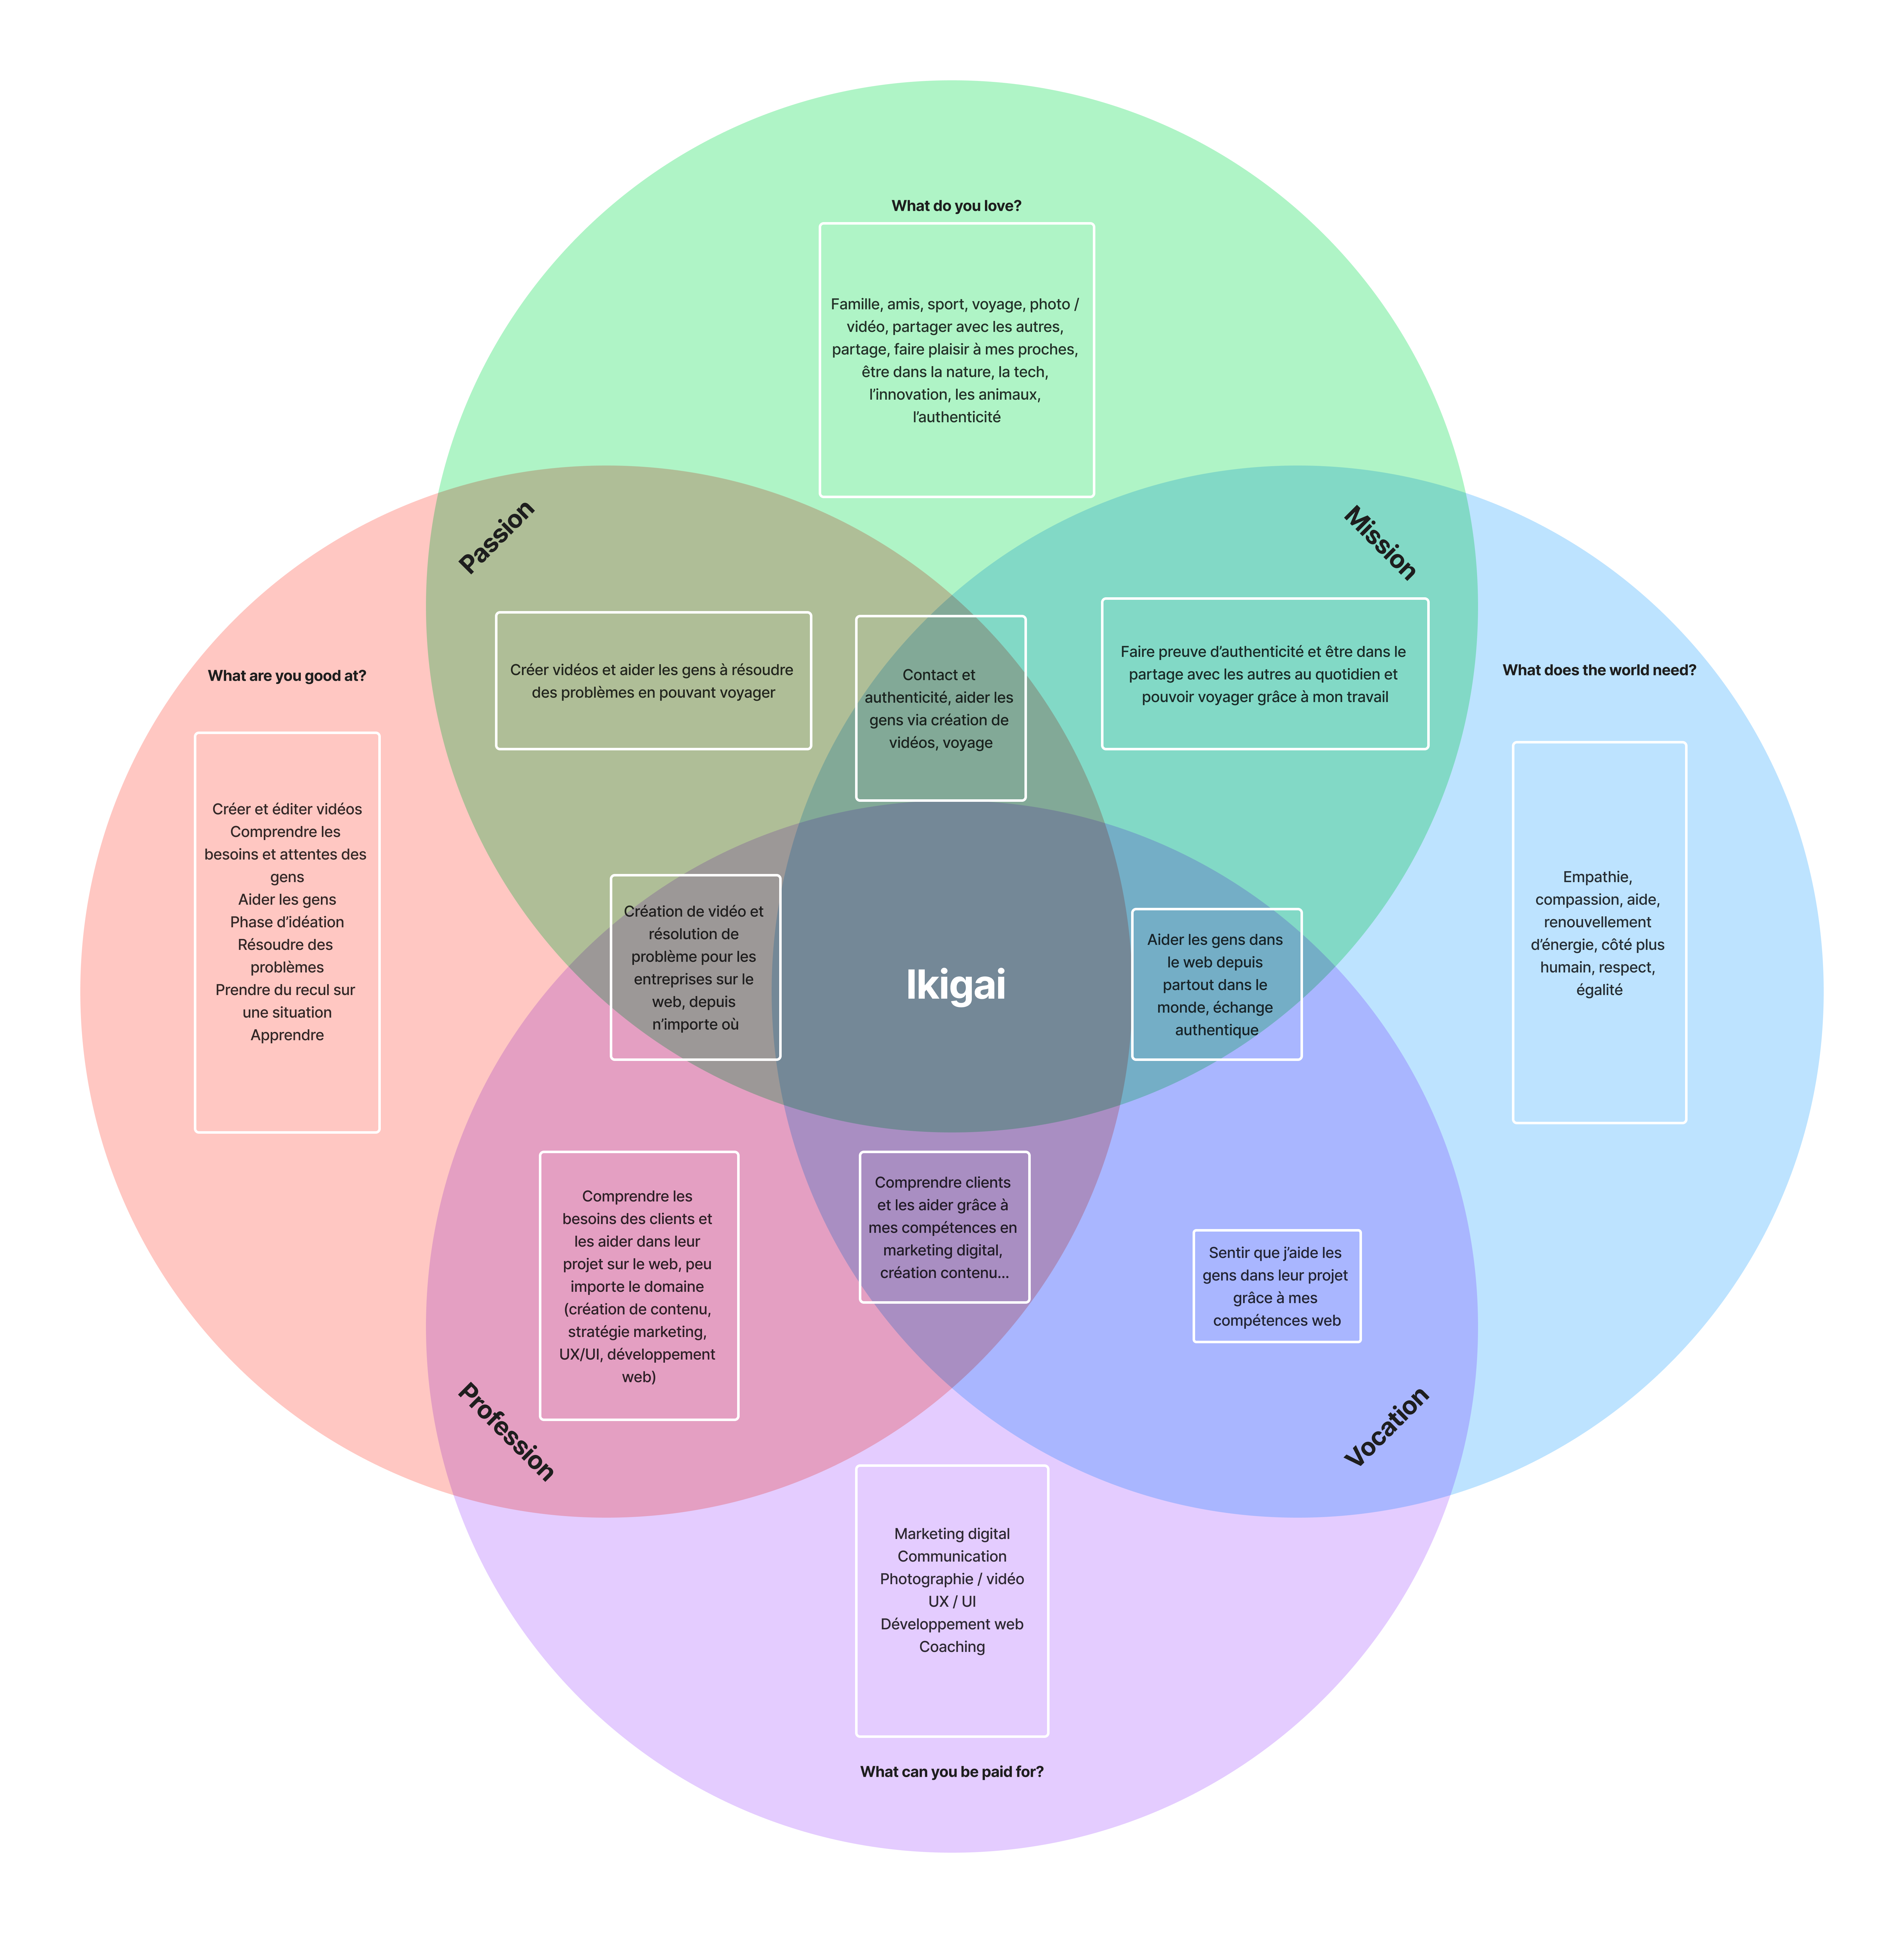 What do you love?
Famille, amis, sport, voyage, photo /
vidéo, partager avec les autres,
partage, faire plaisir à mes proches,
être dans la nature, la tech,
l’innovation, les animaux,
l’authenticité
Passion
Mission
What are you good at?
Créer et éditer vidéos
Comprendre les
besoins et attentes des
gens
Aider les gens
Phase d’idéation
Résoudre des
problèmes
Prendre du recul sur
une situation
Apprendre
Créer vidéos et aider les gens à résoudre
des problèmes en pouvant voyager
Contact et
authenticité, aider les
gens via création de
vidéos, voyage
Faire preuve d’authenticité et être dans le
partage avec les autres au quotidien et
pouvoir voyager grâce à mon travail
What does the world need?
Empathie,
compassion, aide,
renouvellement
d’énergie, côté plus
humain, respect,
égalité
Création de vidéo et
résolution de
problème pour les
entreprises sur le
web, depuis
n’importe où
Ikigai
Aider les gens dans
le web depuis
partout dans le
monde, échange
authentique
Comprendre les
besoins des clients et
les aider dans leur
projet sur le web, peu
importe le domaine
(création de contenu,
stratégie marketing,
UX/UI, développement
web)
Comprendre clients
et les aider grâce à
mes compétences en
marketing digital,
création contenu...
Sentir que j’aide les
gens dans leur projet
grâce à mes
compétences web
Profession
Vocation
Marketing digital
Communication
Photographie / vidéo
UX / UI
Développement web
Coaching
What can you be paid for?